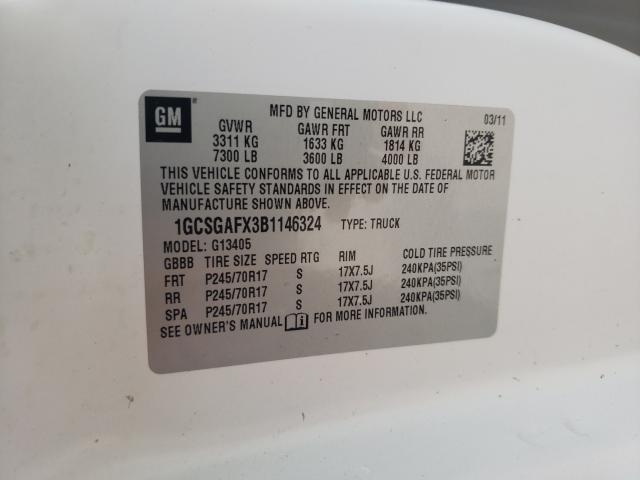 GM
MFD BY GENERAL MOTORS LLC
03/11
GVWR GAWR FRT GAWR RR
3311 KG 1633 KG 1814 KG
7300 LB 3600 LB 4000 LB
THIS VEHICLE CONFORMS TO ALL APPLICABLE U.S. FEDERAL MOTOR
VEHICLE SAFETY STANDARDS IN EFFECT ON THE DATE OF
MANUFACTURE SHOWN ABOVE.
1GCSGAFX3B1146324 TYPE: TRUCK
MODEL: G13405
GBBB TIRE SIZE SPEED RTG RIM COLD TIRE PRESSURE
FRT P245/70R17 S 17X7.5J 240KPA(35PSI)
RR P245/70R17 S 17X7.5J 240KPA(35PSI)
SPA P245/70R17 S 17X7.5J 240KPA(35PSI)
SEE OWNER'S MANUAL FOR MORE INFORMATION.